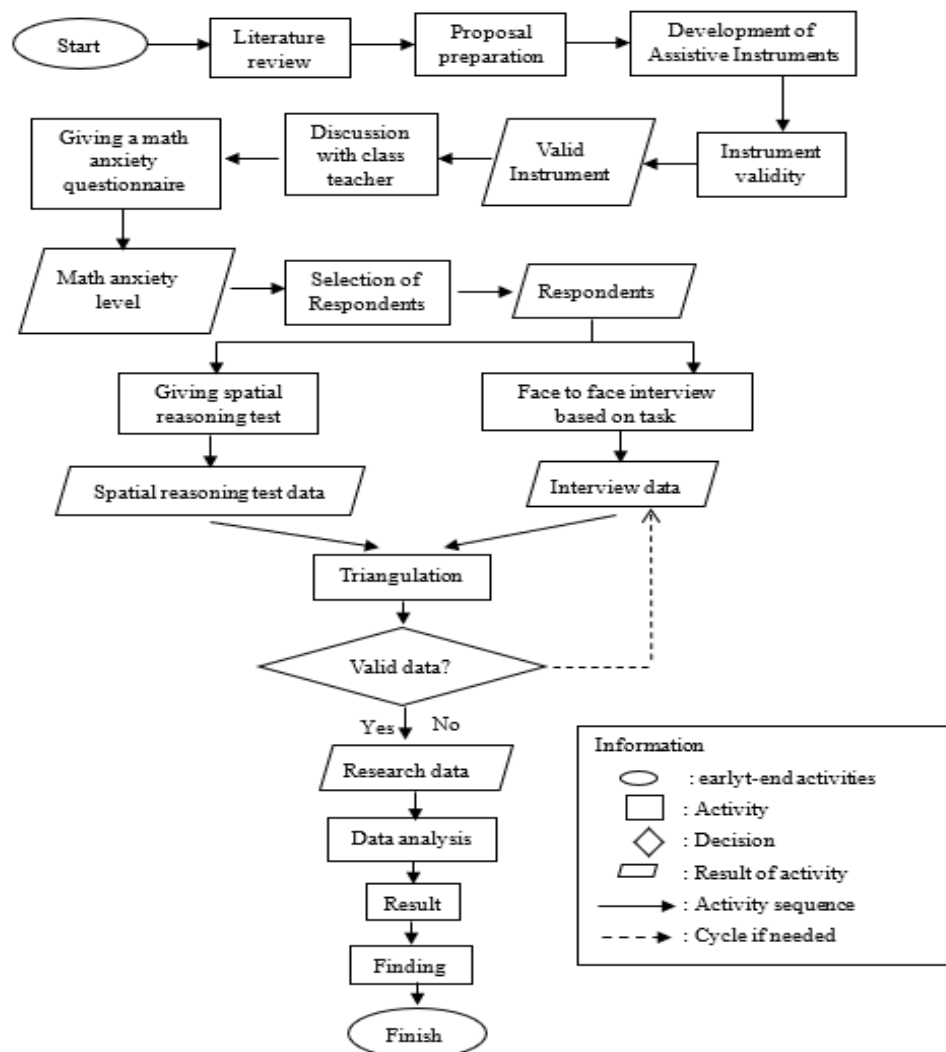 Start
Literature
review
Proposal
preparation
Development of
Assistive Instruments
Giving a math
anxiety
questionnaire
Discussion
with class
teacher
Valid
Instrument
Instrument
validity
Math anxiety
level
Selection of
Respondents
Respondents
Giving spatial
reasoning test
Face to face interview
based on task
Spatial reasoning test data
Interview data
Triangulation
Valid data?
Yes No
Research data
Data analysis
Result
Finding
Finish
Information
: earlyt-end activities
: Activity
: Decision
: Result of activity
: Activity sequence
: Cycle if needed